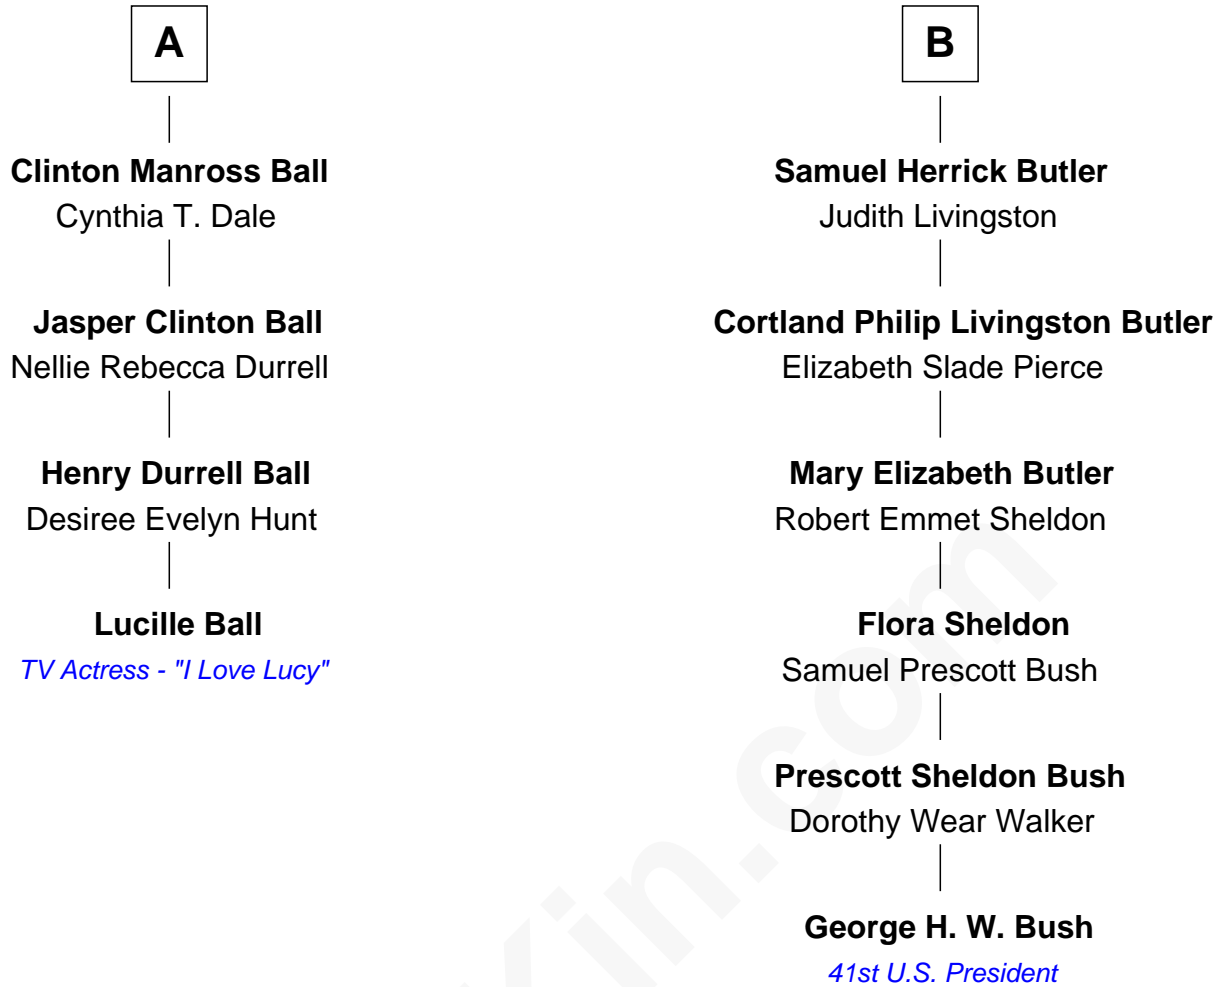 A
Clinton Manross Ball
Cynthia T. Dale
Jasper Clinton Ball
Nellie Rebecca Durrell
Henry Durrell Ball
Desiree Evelyn Hunt
Lucille Ball
TV Actress - "I Love Lucy"
B
Samuel Herrick Butler
Judith Livingston
Cortland Philip Livingston Butler
Elizabeth Slade Pierce
Mary Elizabeth Butler
Robert Emmet Sheldon
Flora Sheldon
Samuel Prescott Bush
Prescott Sheldon Bush
Dorothy Wear Walker
George H. W. Bush
41st U.S. President
Kin.com